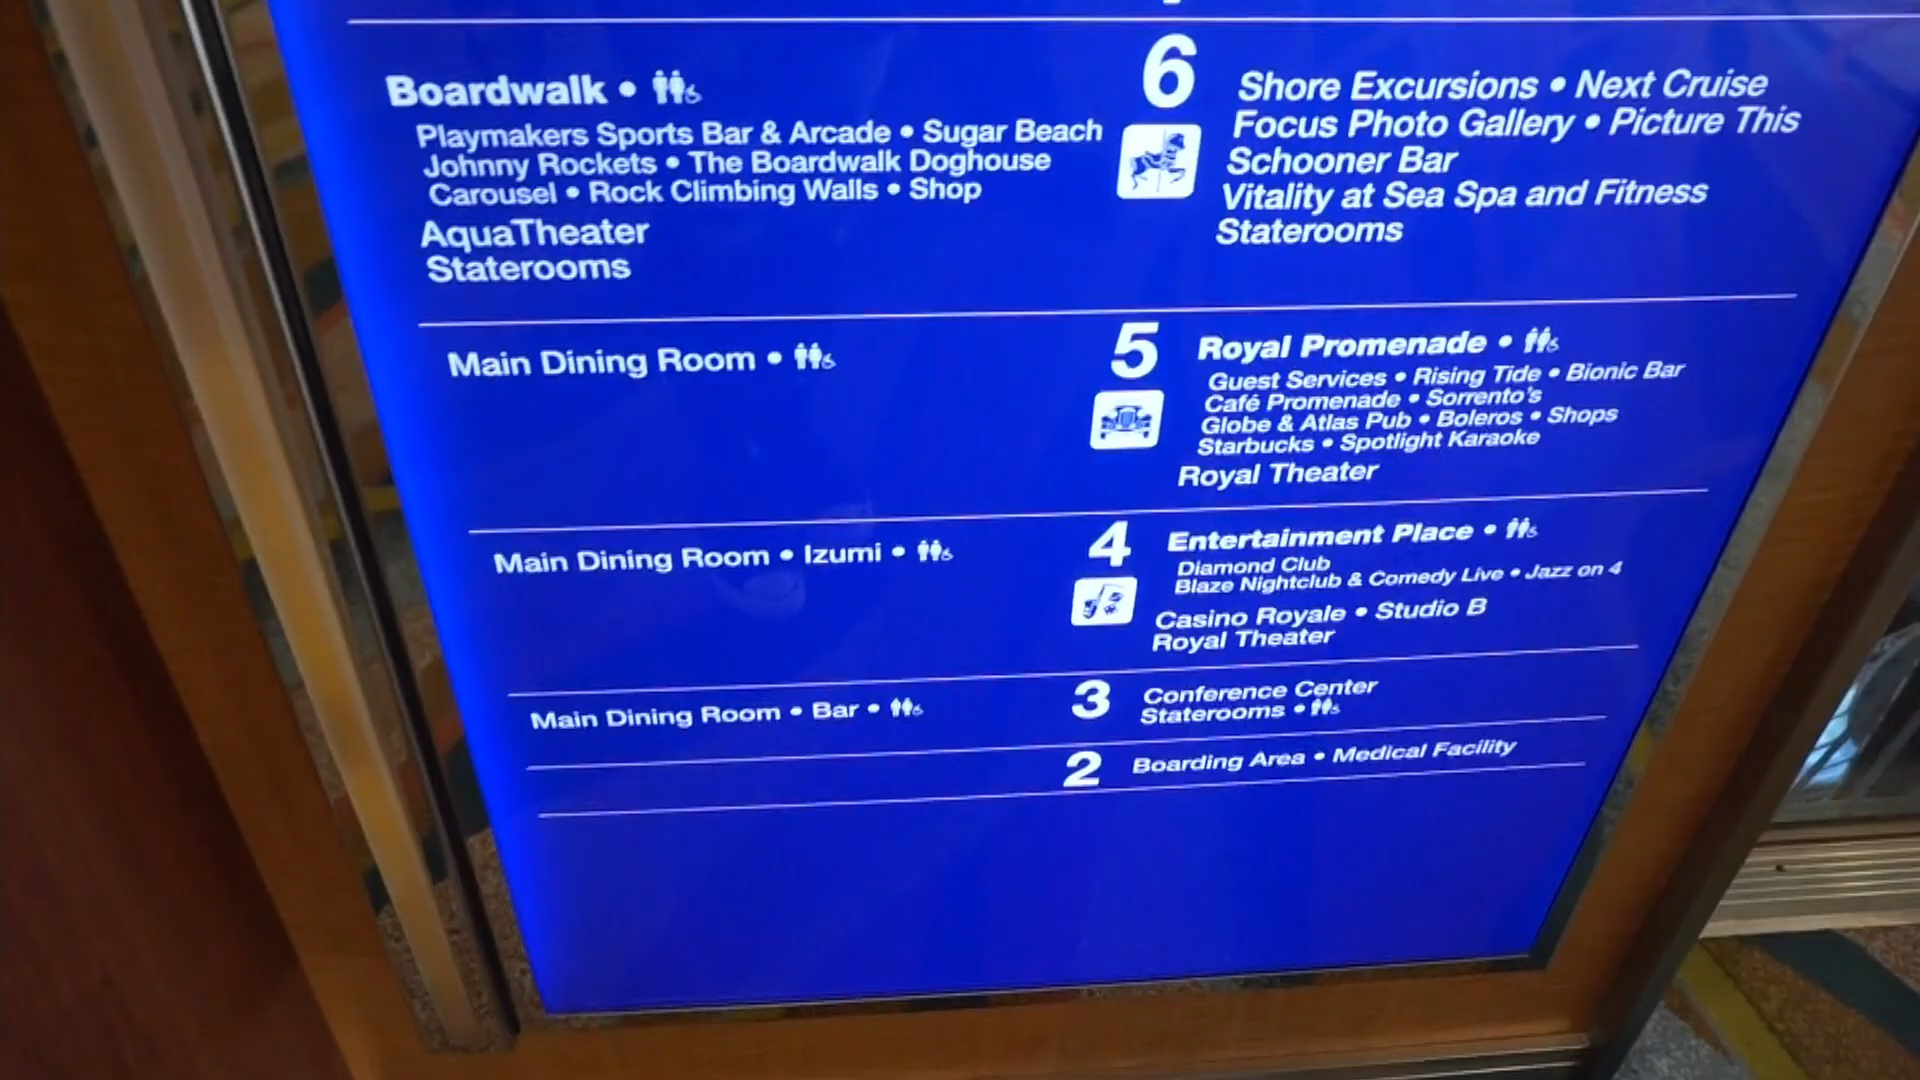 Boardwalk •
Playmakers Sports Bar & Arcade • Sugar Beach
Johnny Rockets • The Boardwalk Doghouse
Carousel • Rock Climbing Walls • Shop
AquaTheater
Staterooms
6
Shore Excursions • Next Cruise
Focus Photo Gallery • Picture This
Schooner Bar
Vitality at Sea Spa and Fitness
Staterooms
Main Dining Room •
5
Royal Promenade •
Guest Services • Rising Tide • Bionic Bar
Café Promenade • Sorrento's
Globe & Atlas Pub • Boleros • Shops
Starbucks • Spotlight Karaoke
Royal Theater
Main Dining Room • Izumi •
4
Entertainment Place •
Diamond Club
Blaze Nightclub & Comedy Live • Jazz on 4
Casino Royale • Studio B
Royal Theater
Main Dining Room • Bar •
3
Conference Center
Staterooms •
2
Boarding Area • Medical Facility